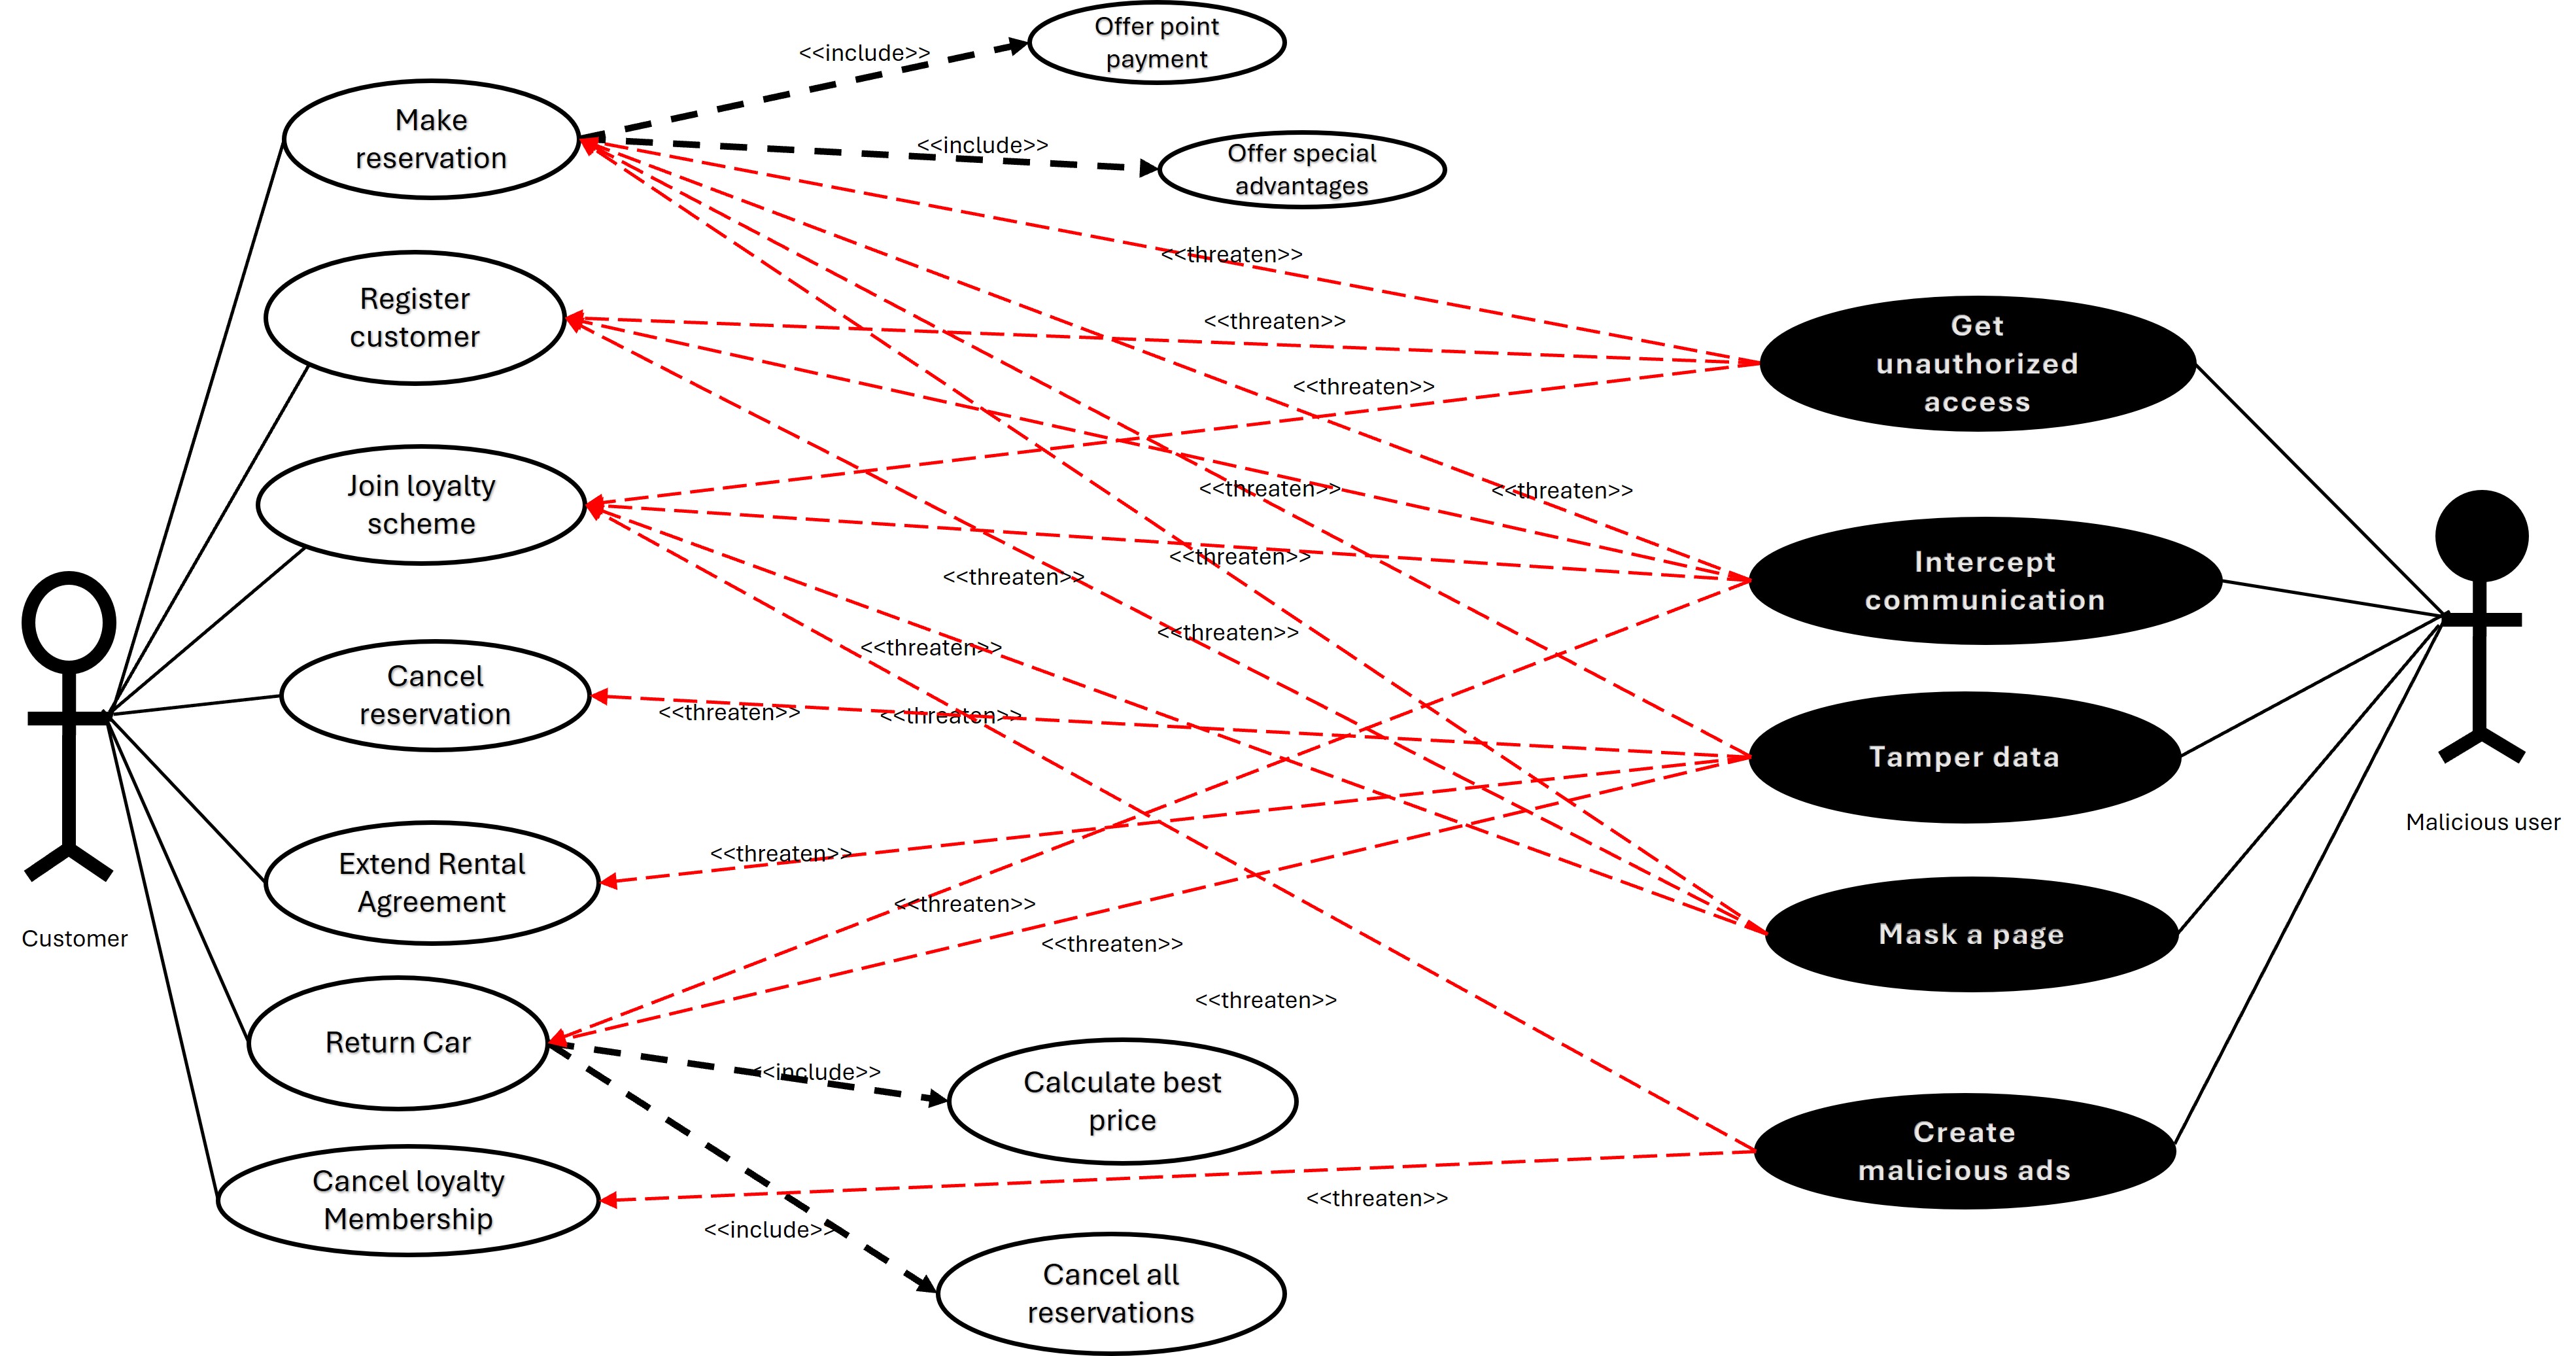 Offer point
payment
<<include>>
Make
reservation
<<include>>
Offer special
advantages
<<threaten>>
Register
customer
<<threaten>>
Get
unauthorized
access
<<threaten>>
Join loyalty
scheme
<<threaten>>
<<threaten>>
<<threaten>>
<<threaten>>
Intercept
communication
<<threaten>>
<<threaten>>
Cancel
reservation
<<threaten>>
<<threaten>>
Tamper data
Malicious user
<<threaten>>
Extend Rental
Agreement
<<threaten>>
Customer
<<threaten>>
Mask a page
<<threaten>>
Return Car
<<include>>
Calculate best
price
Create
malicious ads
Cancel loyalty
Membership
<<threaten>>
<<include>>
Cancel all
reservations